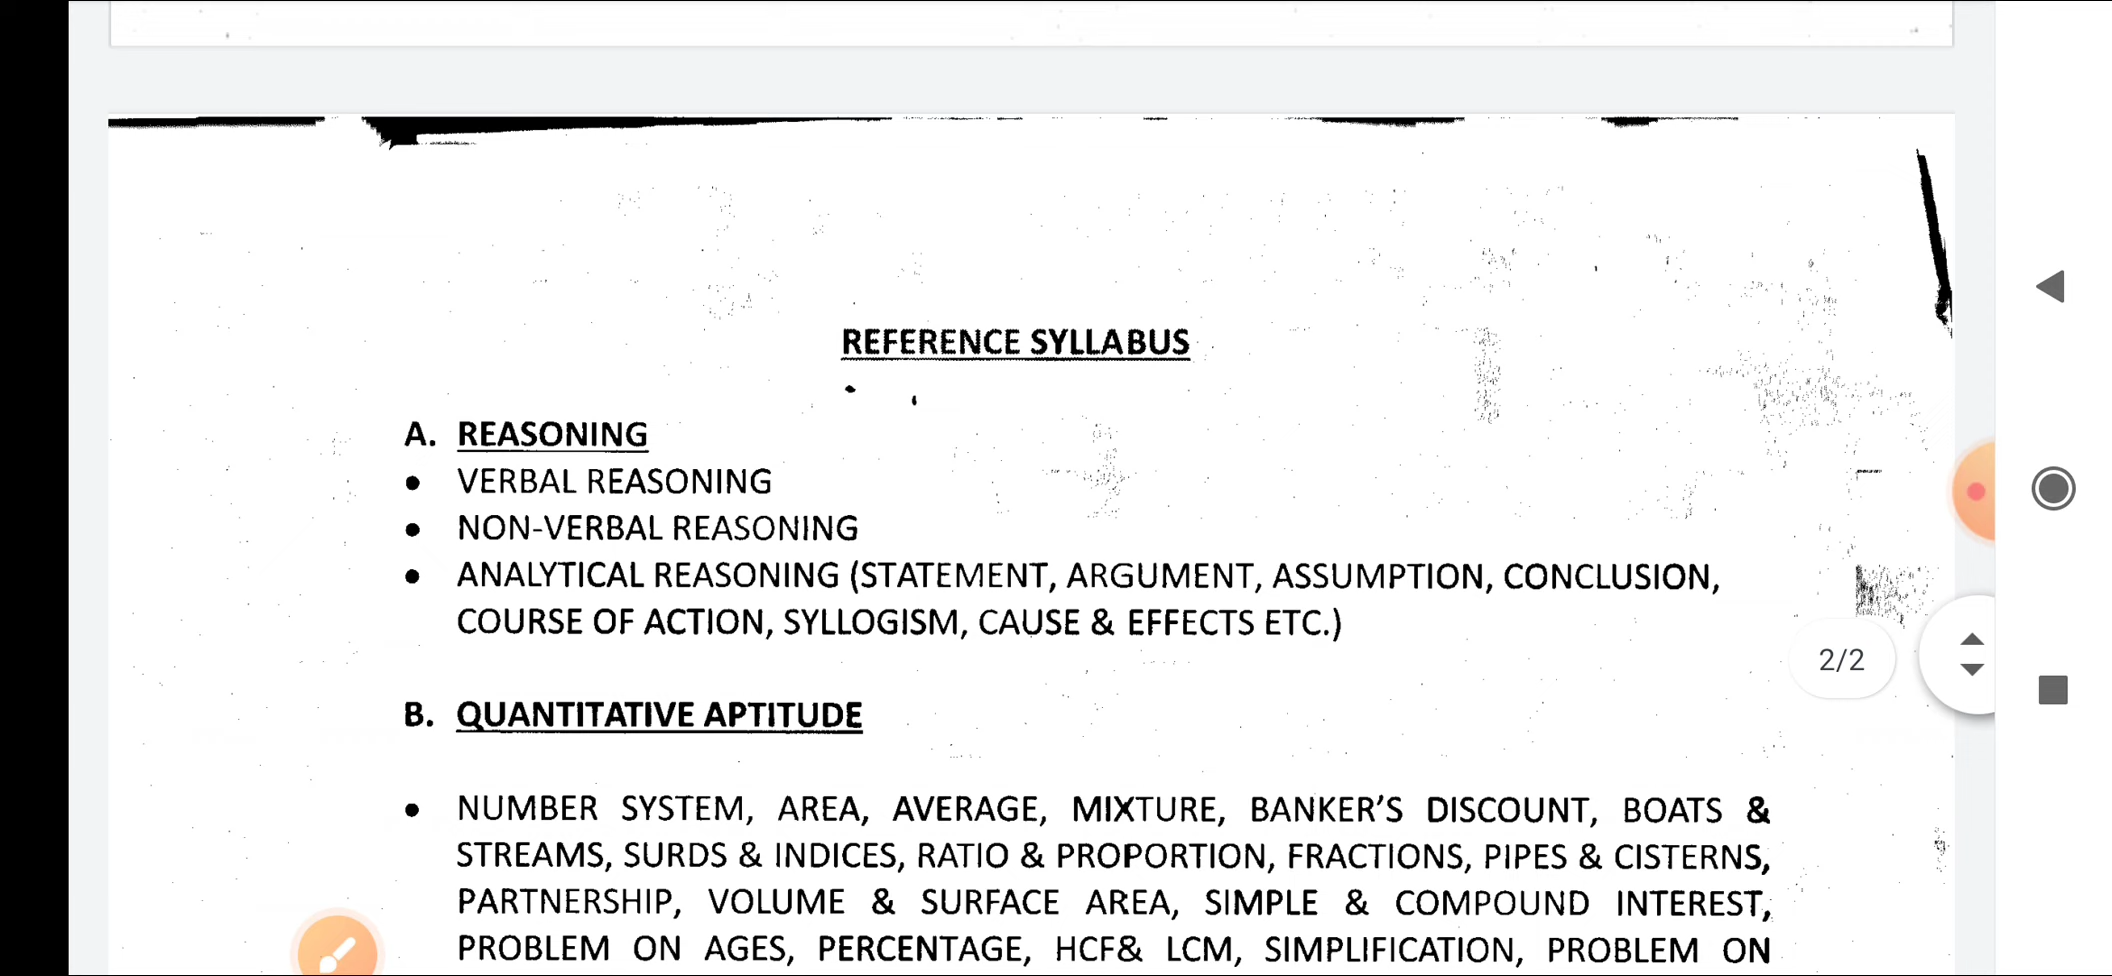 REFERENCE SYLLABUS
A. REASONING
• VERBAL REASONING
• NON-VERBAL REASONING
• ANALYTICAL REASONING (STATEMENT, ARGUMENT, ASSUMPTION, CONCLUSION,
COURSE OF ACTION, SYLLOGISM, CAUSE & EFFECTS ETC.)
2/2
B. QUANTITATIVE APTITUDE
• NUMBER SYSTEM, AREA, AVERAGE, MIXTURE, BANKER'S DISCOUNT, BOATS &
STREAMS, SURDS & INDICES, RATIO & PROPORTION, FRACTIONS, PIPES & CISTERNS,
PARTNERSHIP, VOLUME & SURFACE AREA, SIMPLE & COMPOUND INTEREST,
PROBLEM ON AGES, PERCENTAGE, HCF& LCM, SIMPLIFICATION, PROBLEM ON